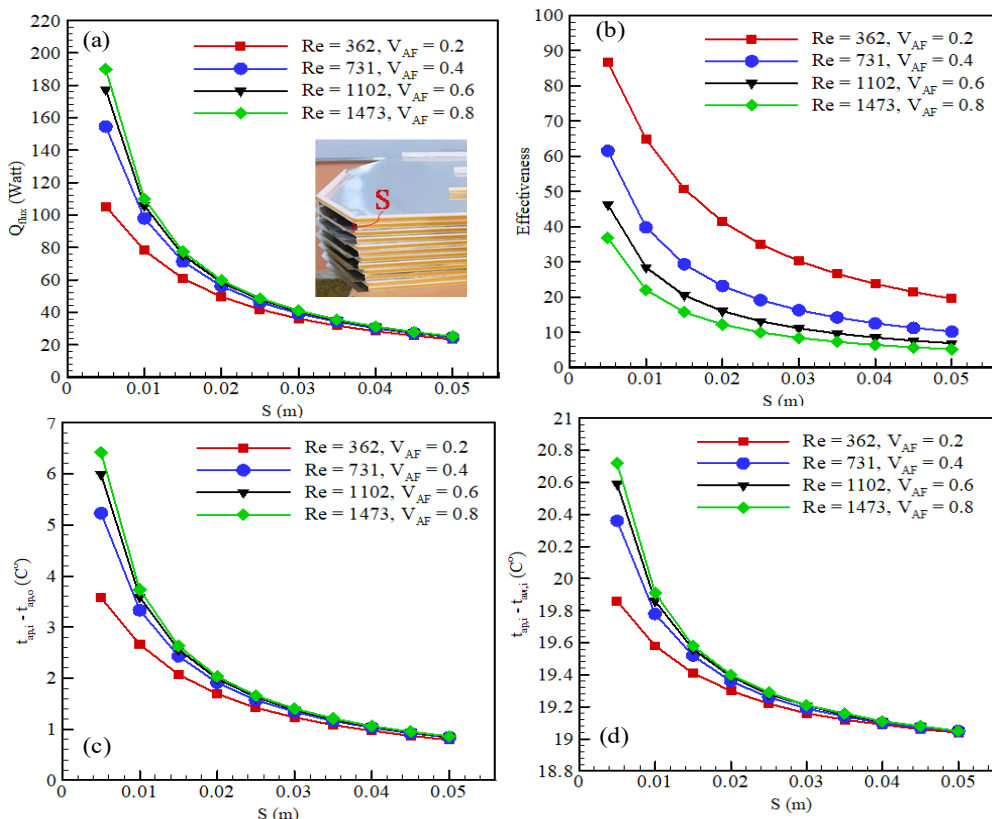 (a)
Re = 362, V_AF = 0.2
Re = 731, V_AF = 0.4
Re = 1102, V_AF = 0.6
Re = 1473, V_AF = 0.8
S
Q_flux (Watt)
220
200
180
160
140
120
100
80
60
40
20
0
0 0.01 0.02 0.03 0.04 0.05
S (m)
(b)
Re = 362, V_AF = 0.2
Re = 731, V_AF = 0.4
Re = 1102, V_AF = 0.6
Re = 1473, V_AF = 0.8
Effectiveness
100
90
80
70
60
50
40
30
20
10
0
0 0.01 0.02 0.03 0.04 0.05
S (m)
(c)
Re = 362, V_AF = 0.2
Re = 731, V_AF = 0.4
Re = 1102, V_AF = 0.6
Re = 1473, V_AF = 0.8
t_ap,i - t_ap,o (C°)
7
6
5
4
3
2
1
0
0 0.01 0.02 0.03 0.04 0.05
S (m)
(d)
Re = 362, V_AF = 0.2
Re = 731, V_AF = 0.4
Re = 1102, V_AF = 0.6
Re = 1473, V_AF = 0.8
21
20.8
20.6
20.4
20.2
20
19.8
19.6
19.4
19.2
19
18.8
0 0.01 0.02 0.03 0.04 0.05
S (m)